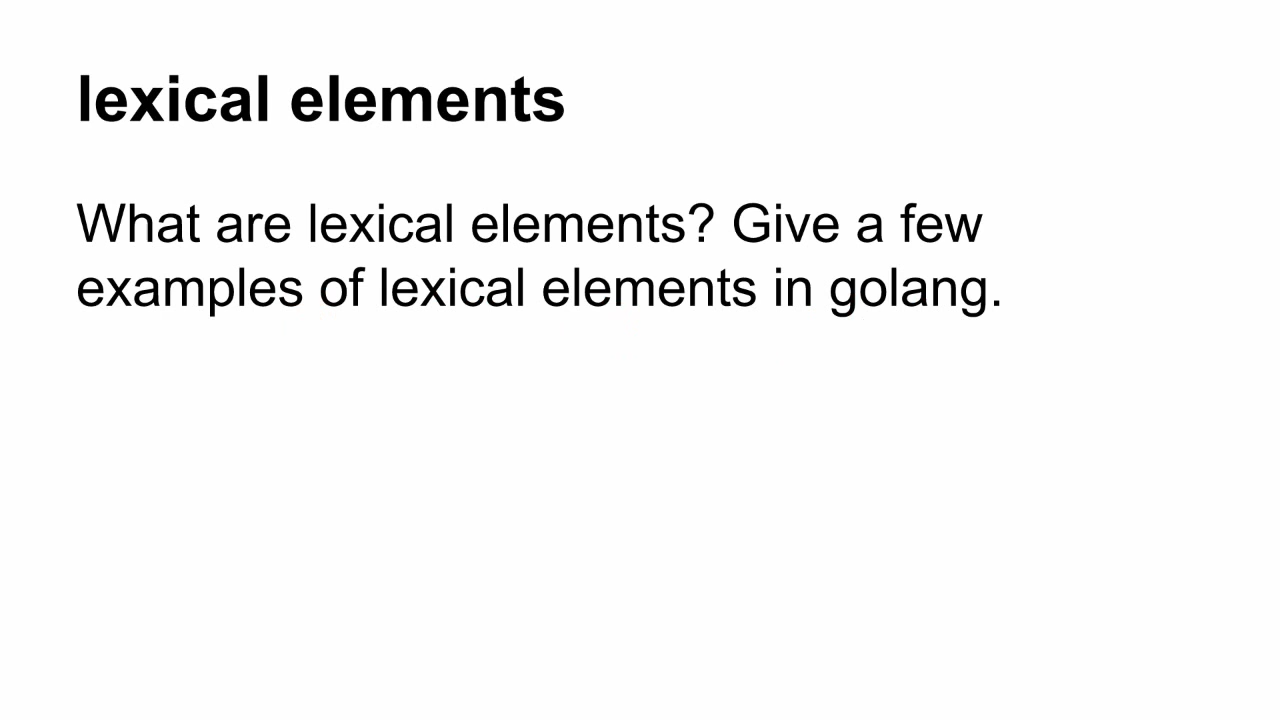 lexical elements
What are lexical elements? Give a few
examples of lexical elements in golang.